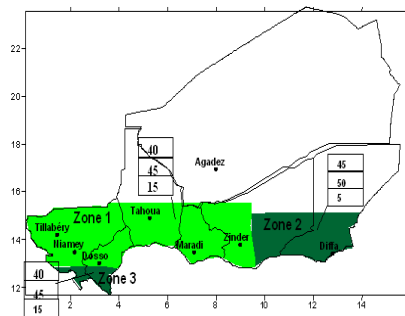 22
20
18
16
14
12
40
45
15
Agadez
45
50
5
Zone 1
Tahoua
Zone 2
Tillabéry
Niamey
Maradi
Zinder
Diffa
Dosso
Zone 3
40
45
15
0
2
4
6
8
10
12
14